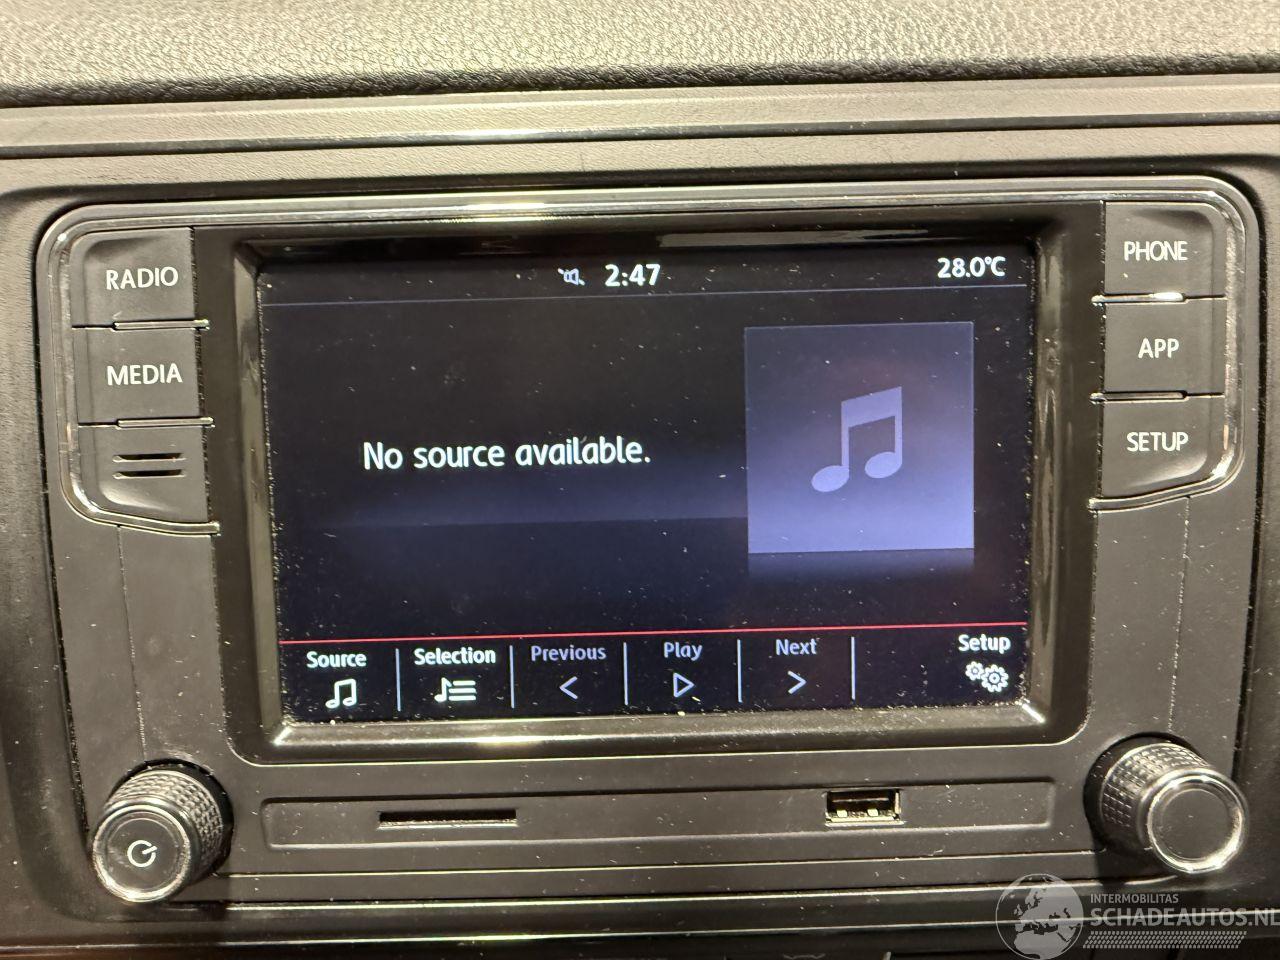 RADIO
MEDIA
2:47
28.0°C
No source available.
Source
Selection
Previous
Play
Next
Setup
PHONE
APP
SETUP
INTERMOBILITAS
SCHADEAUTOS.NL